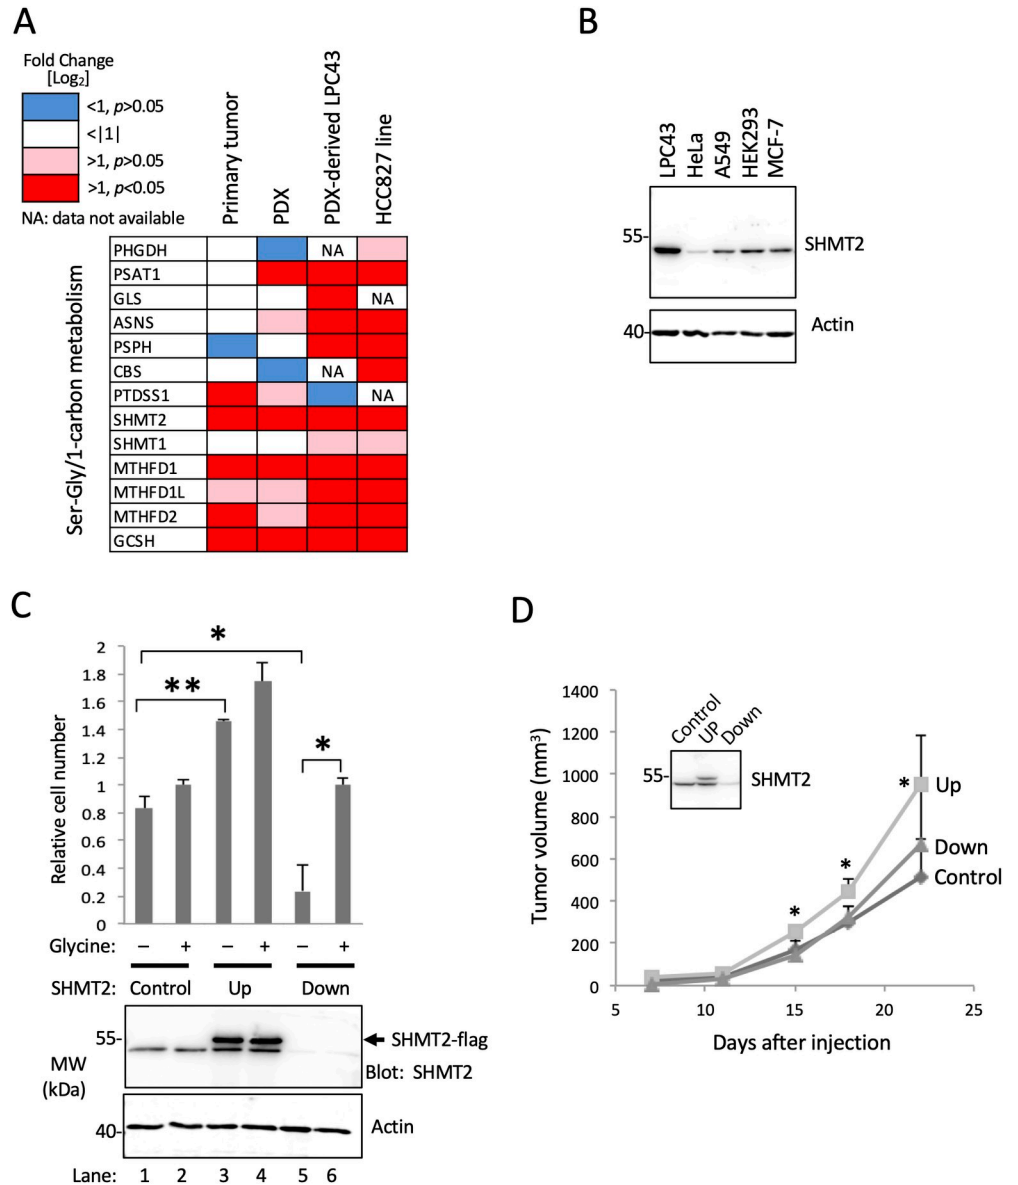 A
Fold Change
[Log₂]
<1, p>0.05
<|1|
>1, p>0.05
>1, p<0.05
NA: data not available
Primary tumor
PDX
PDX-derived LPC43
HCC827 line
Ser-Gly/1-carbon metabolism
PHGDH NA
PSAT1
GLS NA
ASNS
PSPH
CBS NA
PTDSS1 NA
SHMT2
SHMT1
MTHFD1
MTHFD1L
MTHFD2
GCSH
B
LPC43
HeLa
A549
HEK293
MCF-7
55-
SHMT2
40-
Actin
C
Relative cell number
2
1.8
1.6
1.4
1.2
1
0.8
0.6
0.4
0.2
0
*
**
*
Glycine: – + – + – +
SHMT2: Control Up Down
55-
SHMT2-flag
Blot: SHMT2
MW
(kDa)
40-
Actin
Lane: 1 2 3 4 5 6
D
Tumor volume (mm³)
1400
1200
1000
800
600
400
200
0
Control
UP
Down
55-
SHMT2
* Up
Down
Control
*
*
5 10 15 20 25
Days after injection